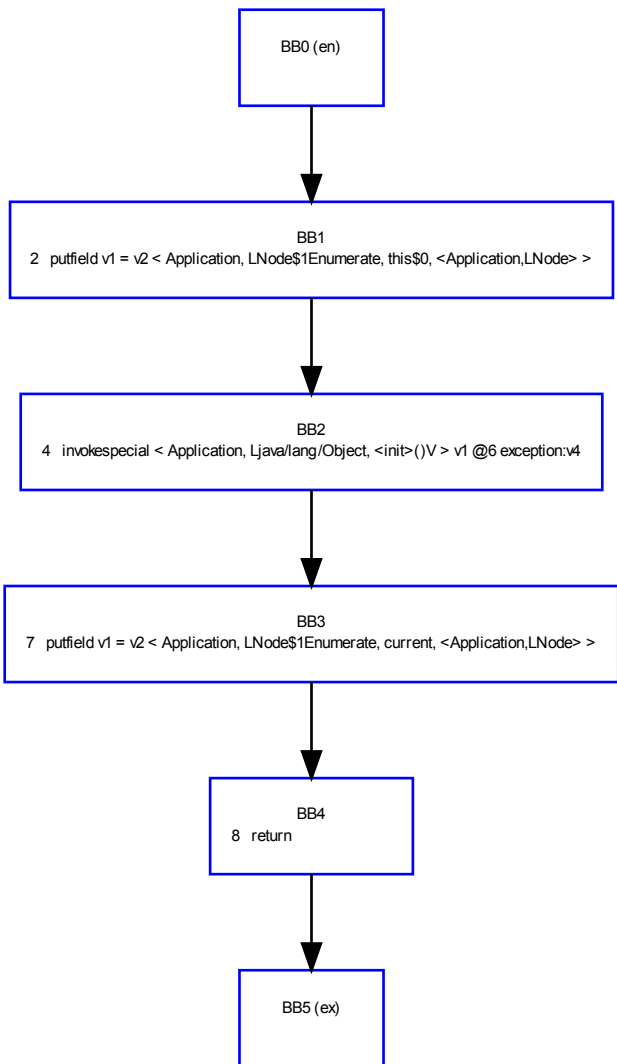 BB0 (en)
BB1
2 putfield v1 = v2 < Application, LNode$1Enumerate, this$0, <Application,LNode> >
BB2
4 invokespecial < Application, Ljava/lang/Object, <init>()V > v1 @6 exception:v4
BB3
7 putfield v1 = v2 < Application, LNode$1Enumerate, current, <Application,LNode> >
BB4
8 return
BB5 (ex)